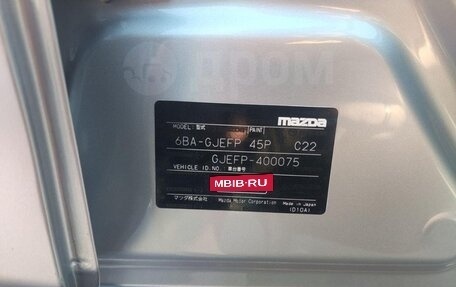 ДРОМ
mazda
MODEL: 型式 PAINT
6BA-GJEFP 45P C22
GJEFP-400075
VEHICLE ID.NO. 車台番号
MBIB·RU
マツダ株式会社 Mazda Motor Corporation Made in Japan
(D10A)